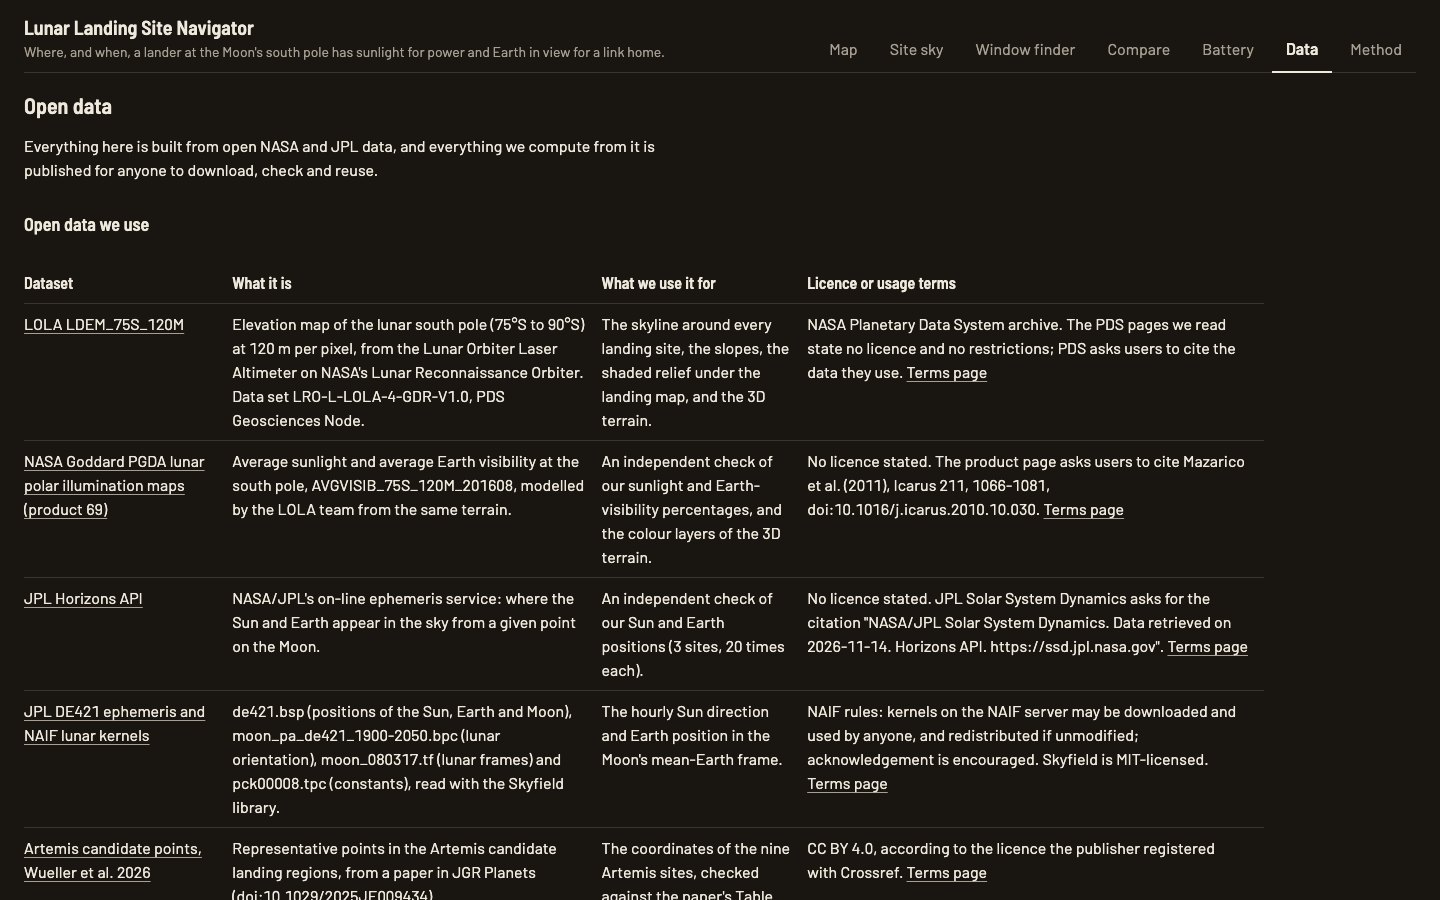 Lunar Landing Site Navigator
Where, and when, a lander at the Moon's south pole has sunlight for power and Earth in view for a link home.
Map Site sky Window finder Compare Battery Data Method
Open data
Everything here is built from open NASA and JPL data, and everything we compute from it is
published for anyone to download, check and reuse.
Open data we use
Dataset
What it is
What we use it for
Licence or usage terms
LOLA LDEM_75S_120M
Elevation map of the lunar south pole (75°S to 90°S)
at 120 m per pixel, from the Lunar Orbiter Laser
Altimeter on NASA's Lunar Reconnaissance Orbiter.
Data set LRO-L-LOLA-4-GDR-V1.0, PDS
Geosciences Node.
The skyline around every
landing site, the slopes, the
shaded relief under the
landing map, and the 3D
terrain.
NASA Planetary Data System archive. The PDS pages we read
state no licence and no restrictions; PDS asks users to cite the
data they use. Terms page
NASA Goddard PGDA lunar
polar illumination maps
(product 69)
Average sunlight and average Earth visibility at the
south pole, AVGVISIB_75S_120M_201608, modelled
by the LOLA team from the same terrain.
An independent check of
our sunlight and Earth-
visibility percentages, and
the colour layers of the 3D
terrain.
No licence stated. The product page asks users to cite Mazarico
et al. (2011), Icarus 211, 1066-1081,
doi:10.1016/j.icarus.2010.10.030. Terms page
JPL Horizons API
NASA/JPL's on-line ephemeris service: where the
Sun and Earth appear in the sky from a given point
on the Moon.
An independent check of
our Sun and Earth
positions (3 sites, 20 times
each).
No licence stated. JPL Solar System Dynamics asks for the
citation "NASA/JPL Solar System Dynamics. Data retrieved on
2026-11-14. Horizons API. https://ssd.jpl.nasa.gov". Terms page
JPL DE421 ephemeris and
NAIF lunar kernels
de421.bsp (positions of the Sun, Earth and Moon),
moon_pa_de421_1900-2050.bpc (lunar
orientation), moon_080317.tf (lunar frames) and
pck00008.tpc (constants), read with the Skyfield
library.
The hourly Sun direction
and Earth position in the
Moon's mean-Earth frame.
NAIF rules: kernels on the NAIF server may be downloaded and
used by anyone, and redistributed if unmodified;
acknowledgement is encouraged. Skyfield is MIT-licensed.
Terms page
Artemis candidate points,
Wueller et al. 2026
Representative points in the Artemis candidate
landing regions, from a paper in JGR Planets
(doi:10.1029/2025JE009434)
The coordinates of the nine
Artemis sites, checked
against the paper's Table
CC BY 4.0, according to the licence the publisher registered
with Crossref. Terms page